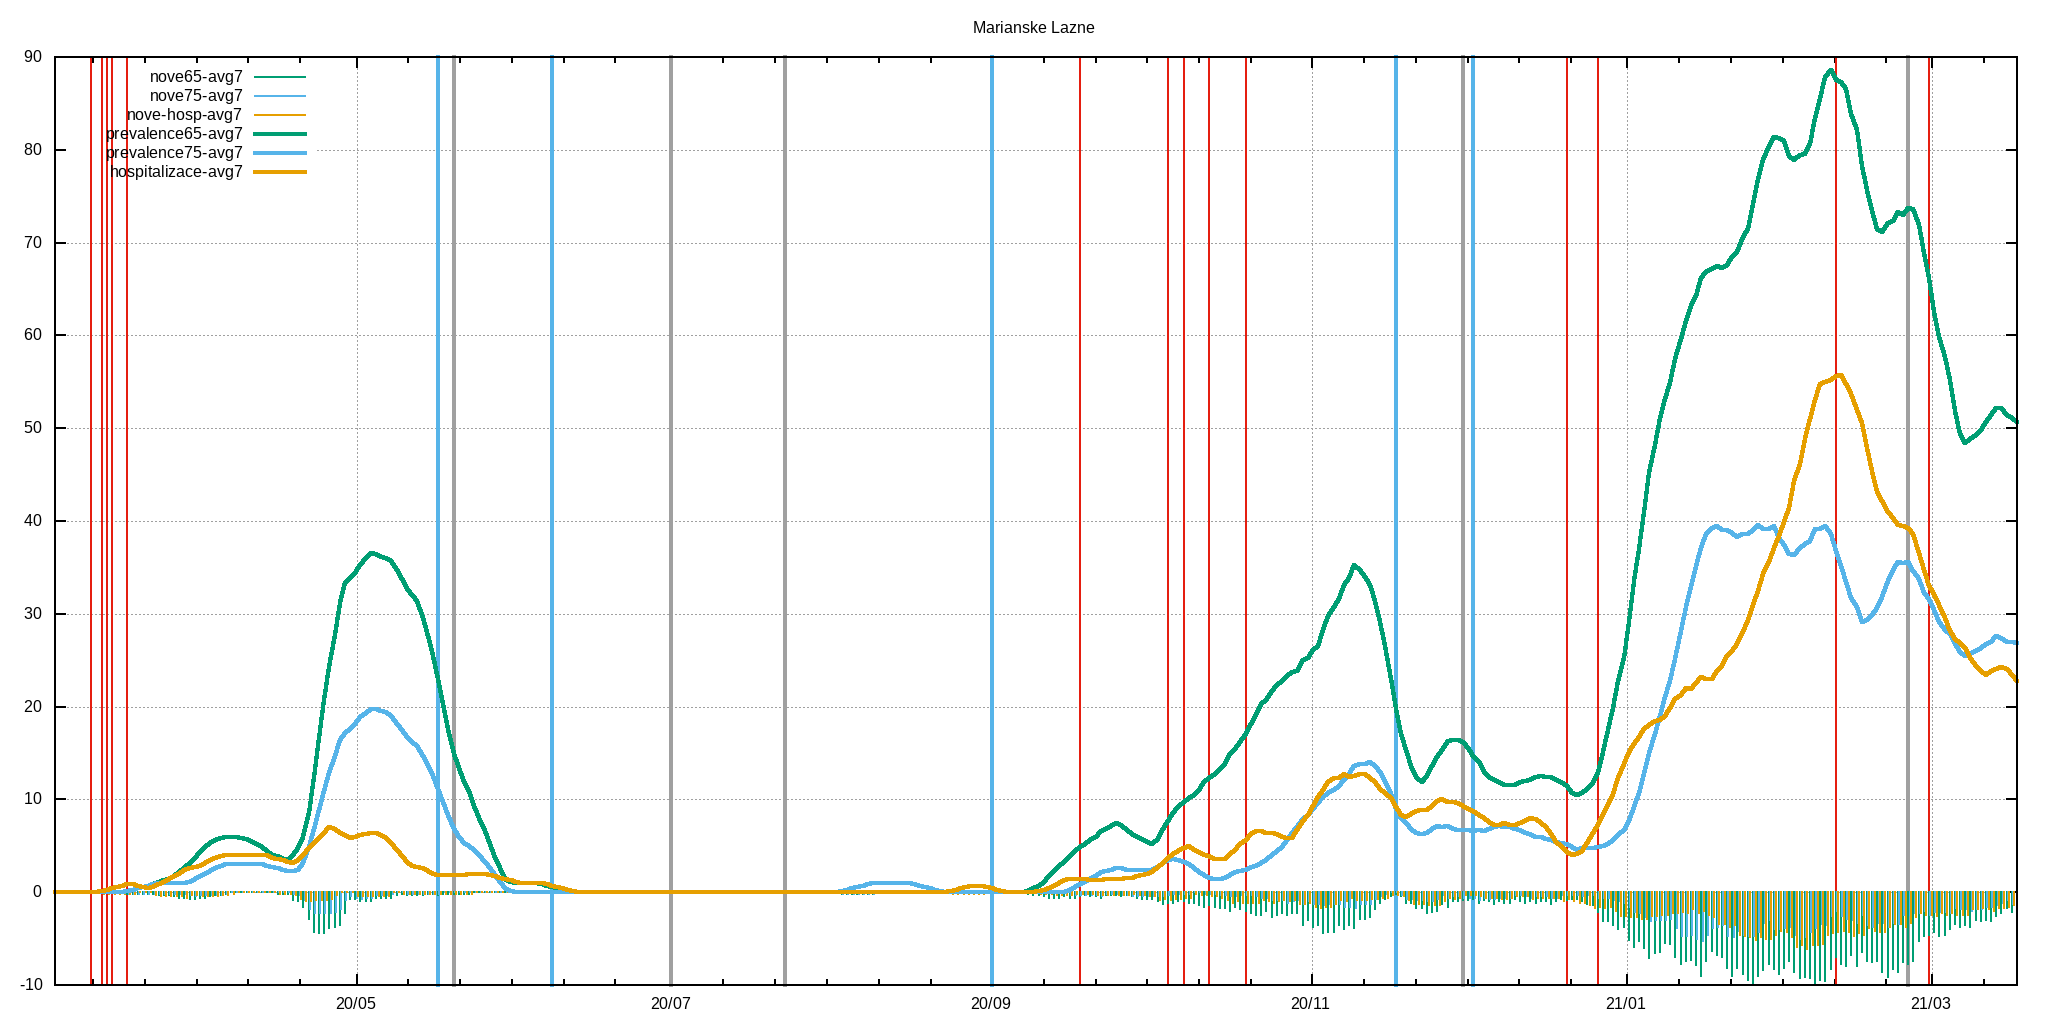 Marianske Lazne
90
80
70
60
50
40
30
20
10
0
-10
nove65-avg7
nove75-avg7
nove-hosp-avg7
prevalence65-avg7
prevalence75-avg7
hospitalizace-avg7
20/05
20/07
20/09
20/11
21/01
21/03